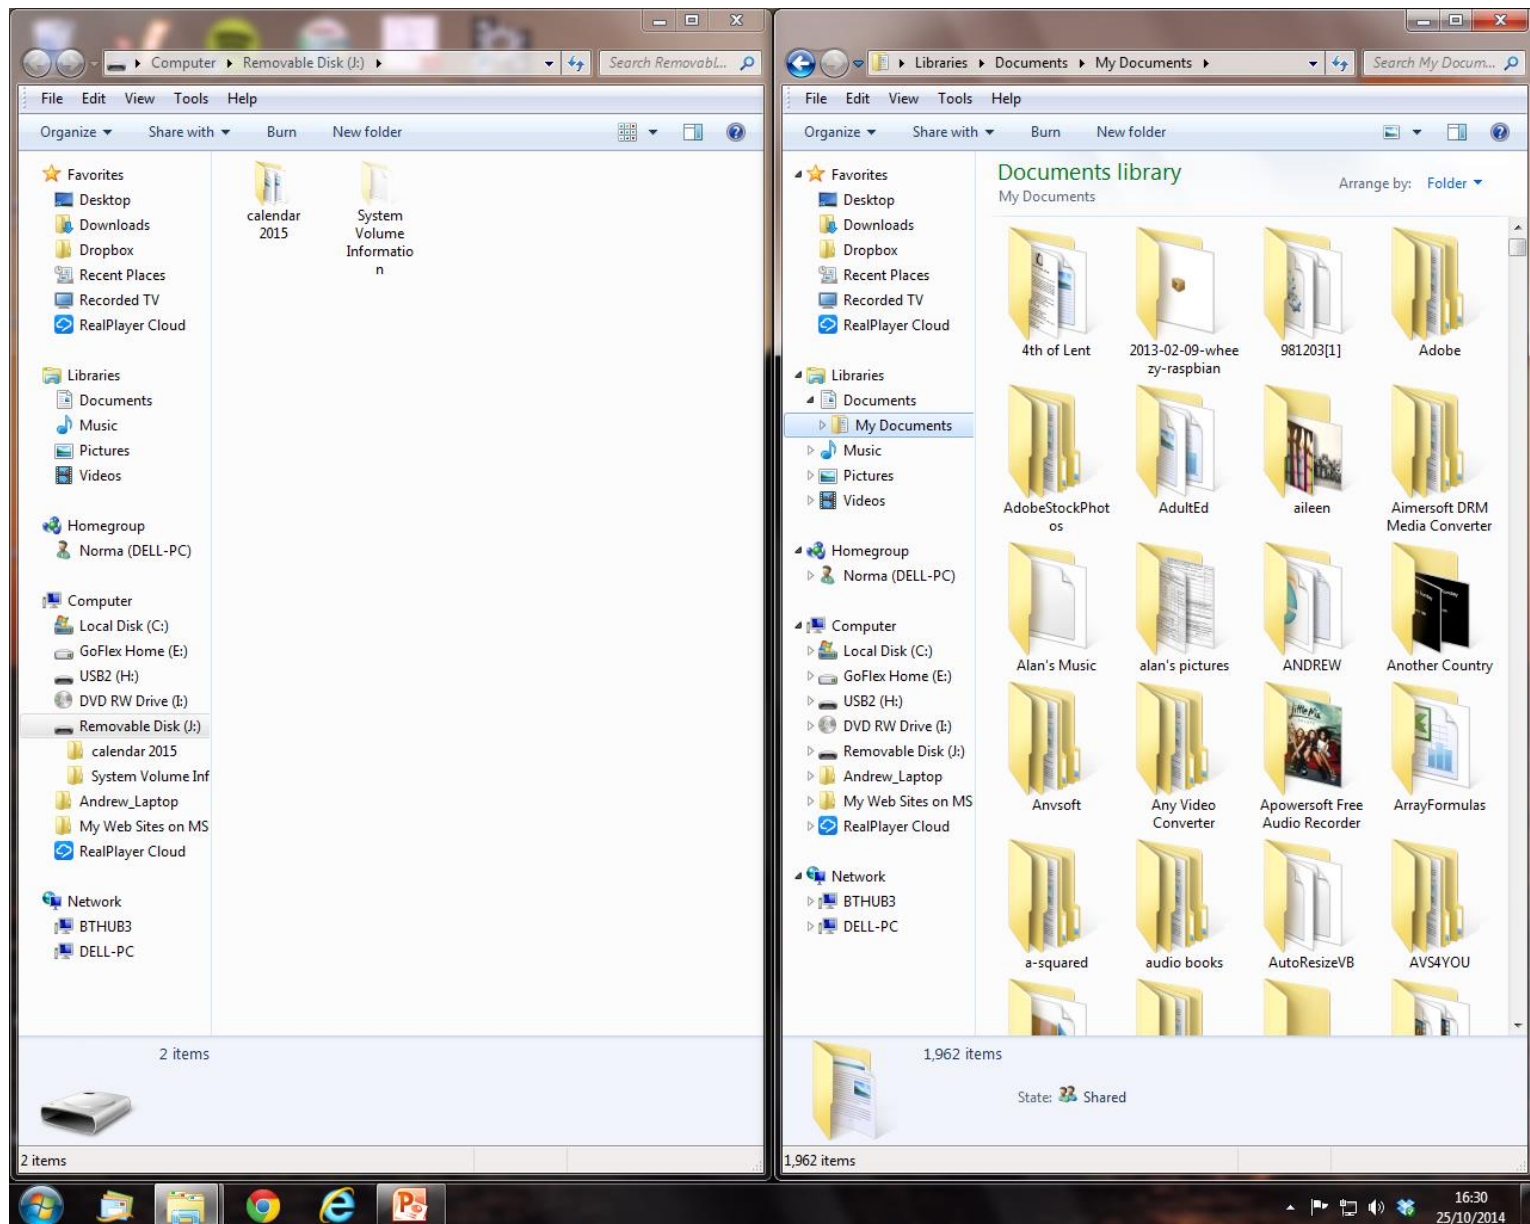 Computer ▸ Removable Disk (J:) ▸
Search Removabl...
File Edit View Tools Help
Organize Share with Burn New folder
Favorites
Desktop
Downloads
Dropbox
Recent Places
Recorded TV
RealPlayer Cloud
Libraries
Documents
Music
Pictures
Videos
Homegroup
Norma (DELL-PC)
Computer
Local Disk (C:)
GoFlex Home (E:)
USB2 (H:)
DVD RW Drive (I:)
Removable Disk (J:)
calendar 2015
System Volume Inf
Andrew_Laptop
My Web Sites on MS
RealPlayer Cloud
Network
BTHUB3
DELL-PC
calendar
2015
System
Volume
Informatio
n
2 items
2 items
Libraries ▸ Documents ▸ My Documents ▸
Search My Docum...
File Edit View Tools Help
Organize Share with Burn New folder
Favorites
Desktop
Downloads
Dropbox
Recent Places
Recorded TV
RealPlayer Cloud
Libraries
Documents
My Documents
Music
Pictures
Videos
Homegroup
Norma (DELL-PC)
Computer
Local Disk (C:)
GoFlex Home (E:)
USB2 (H:)
DVD RW Drive (I:)
Removable Disk (J:)
Andrew_Laptop
My Web Sites on MS
RealPlayer Cloud
Network
BTHUB3
DELL-PC
Documents library
My Documents
Arrange by: Folder
4th of Lent
2013-02-09-whee
zy-raspbian
981203[1]
Adobe
AdobeStockPhot
os
AdultEd
aileen
Aimersoft DRM
Media Converter
Alan's Music
alan's pictures
ANDREW
Another Country
Anvsoft
Any Video
Converter
Apowersoft Free
Audio Recorder
ArrayFormulas
a-squared
audio books
AutoResizeVB
AVS4YOU
1,962 items
State: Shared
1,962 items
16:30
25/10/2014